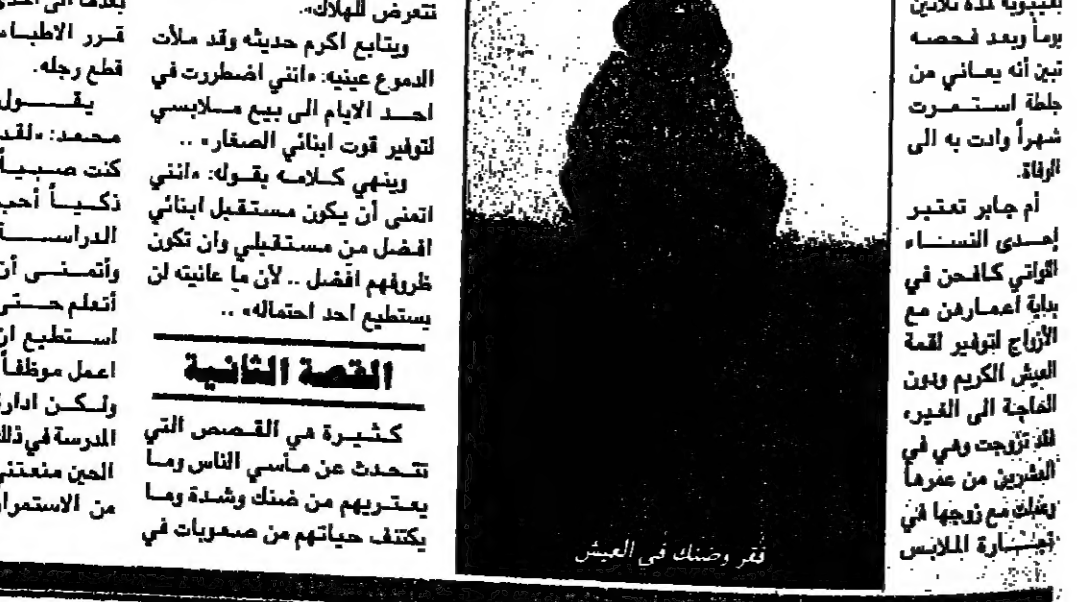 بغيبوبة لمدة ثلاثين
يوماً وبعد فحصه
تبين أنه يعاني من
جلطة استمرت
شهراً وادت به الى
الوفاة.
أم جابر تعتبر
إحدى النساء
اللواتي كافحن في
بداية أعمارهن مع
الأزواج لتوفير لقمة
العيش الكريم ودون
الحاجة الى الغير،
فقد تزوجت وهي في
العشرين من عمرها
وعملت مع زوجها في
تجارة الملابس
فقر وضنك في العيش
تتعرض للهلاك».
ويتابع اكرم حديثه وقد ملأت
الدموع عينيه: «انني اضطررت في
احد الايام الى بيع ملابسي
لتوفير قوت ابنائي الصغار» ..
وينهي كلامه بقوله: «انني
اتمنى أن يكون مستقبل ابنائي
افضل من مستقبلي وان تكون
ظروفهم افضل .. لأن ما عانيته لن
يستطيع احد احتماله» ..
القصة الثانية
كثيرة هي القصص التي
تتحدث عن مآسي الناس وما
يعتريهم من ضنك وشدة وما
يكتنف حياتهم من صعوبات في
بعدها الى احدى
قرر الاطباء
قطع رجله.
يقول
محمد: «لقد
كنت صبياً
ذكياً أحب
الدراسة
وأتمنى أن
أتعلم حتى
استطيع ان
اعمل موظفاً
ولكن ادارة
المدرسة في ذلك
الحين منعتني
من الاستمرار